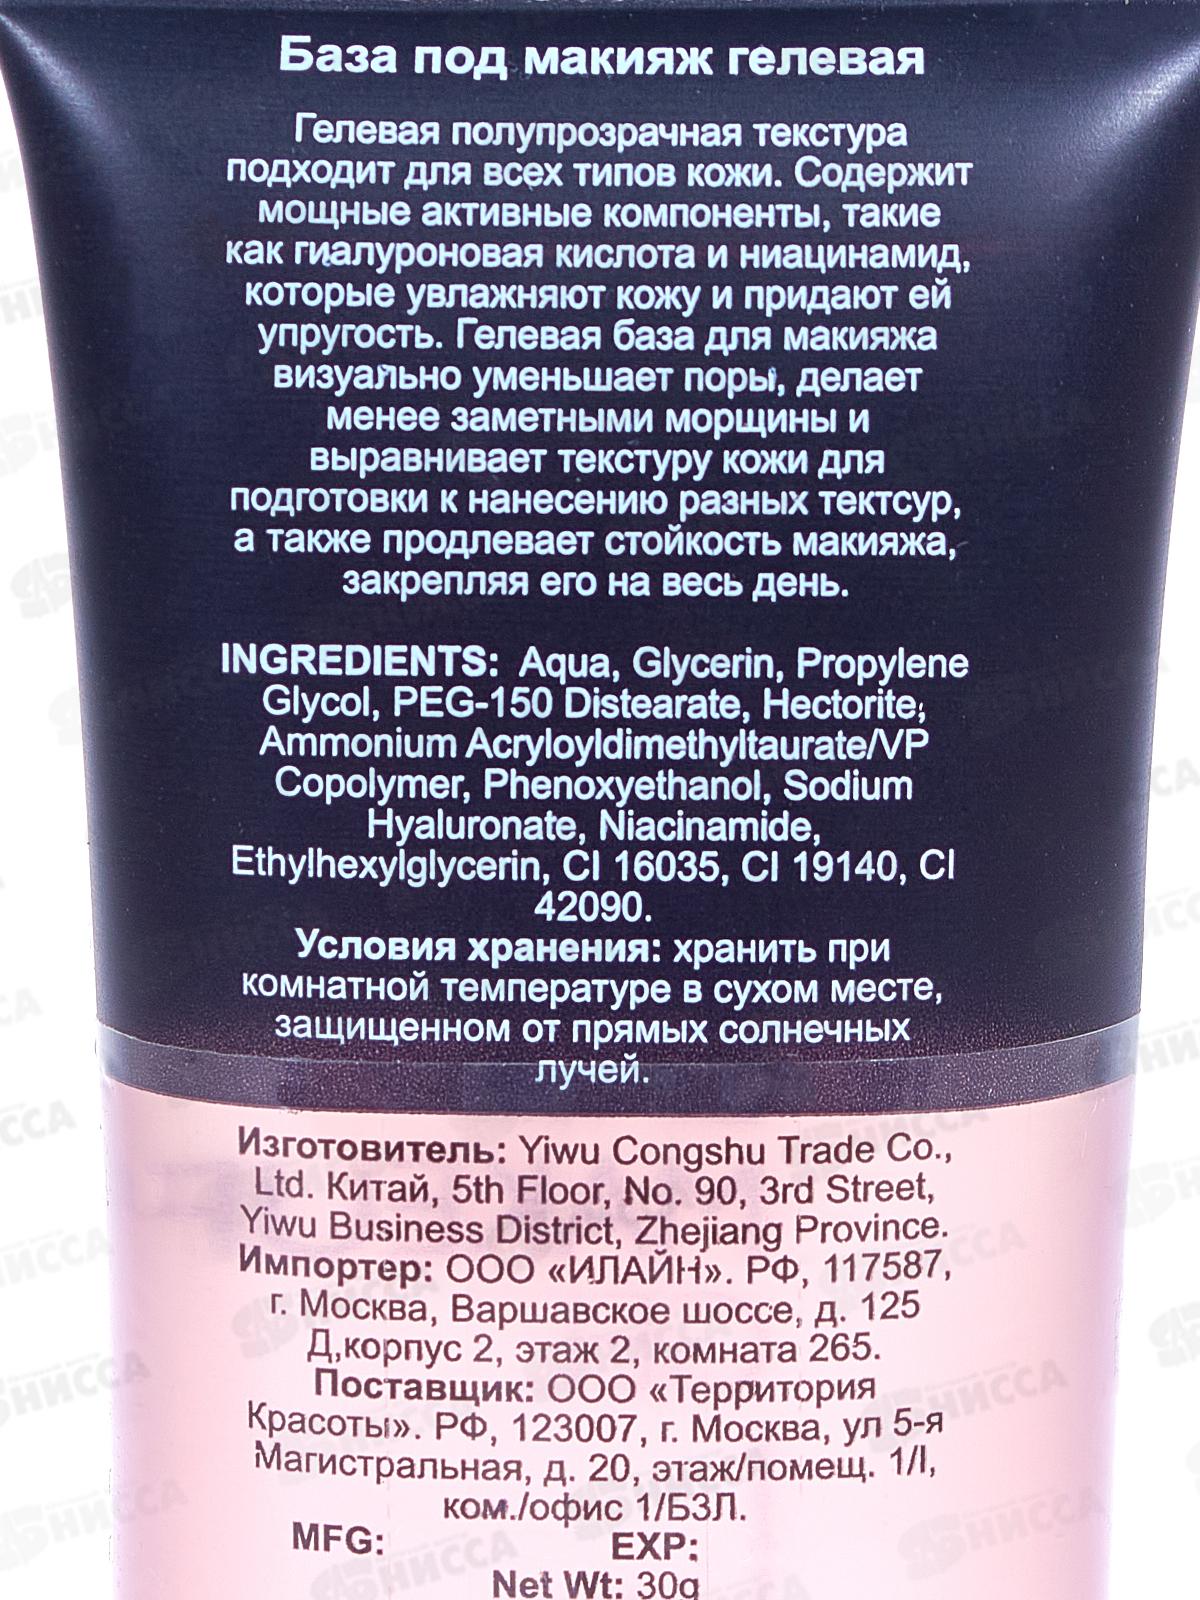 База под макияж гелевая
Гелевая полупрозрачная текстура
подходит для всех типов кожи. Содержит
мощные активные компоненты, такие
как гиалуроновая кислота и ниацинамид,
которые увлажняют кожу и придают ей
упругость. Гелевая база для макияжа
визуально уменьшает поры, делает
менее заметными морщины и
выравнивает текстуру кожи для
подготовки к нанесению разных тектсур,
а также продлевает стойкость макияжа,
закрепляя его на весь день.
INGREDIENTS: Aqua, Glycerin, Propylene
Glycol, PEG-150 Distearate, Hectorite,
Ammonium Acryloyldimethyltaurate/VP
Copolymer, Phenoxyethanol, Sodium
Hyaluronate, Niacinamide,
Ethylhexylglycerin, CI 16035, CI 19140, CI
42090.
Условия хранения: хранить при
комнатной температуре в сухом месте,
защищенном от прямых солнечных
лучей.
Изготовитель: Yiwu Congshu Trade Co.,
Ltd. Китай, 5th Floor, No. 90, 3rd Street,
Yiwu Business District, Zhejiang Province.
Импортер: ООО «ИЛАЙН». РФ, 117587,
г. Москва, Варшавское шоссе, д. 125
Д,корпус 2, этаж 2, комната 265.
Поставщик: ООО «Территория
Красоты». РФ, 123007, г. Москва, ул 5-я
Магистральная, д. 20, этаж/помещ. 1/I,
ком./офис 1/БЗЛ.
MFG: EXP:
Net Wt: 30g